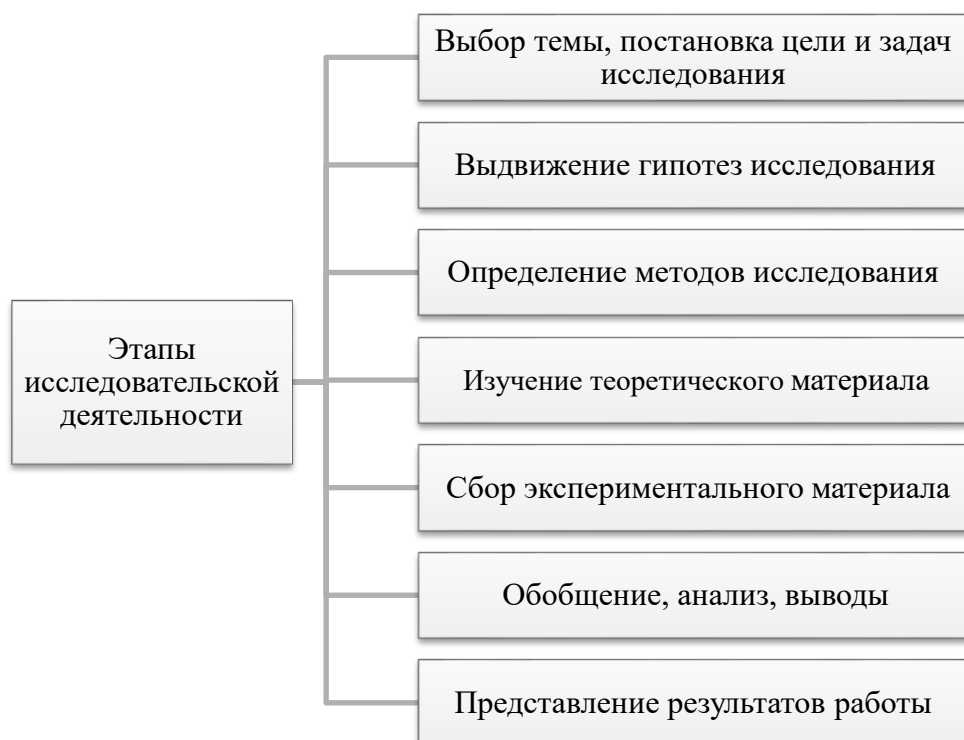 Выбор темы, постановка цели и задач
исследования
Выдвижение гипотез исследования
Определение методов исследования
Этапы
исследовательской
деятельности
Изучение теоретического материала
Сбор экспериментального материала
Обобщение, анализ, выводы
Представление результатов работы